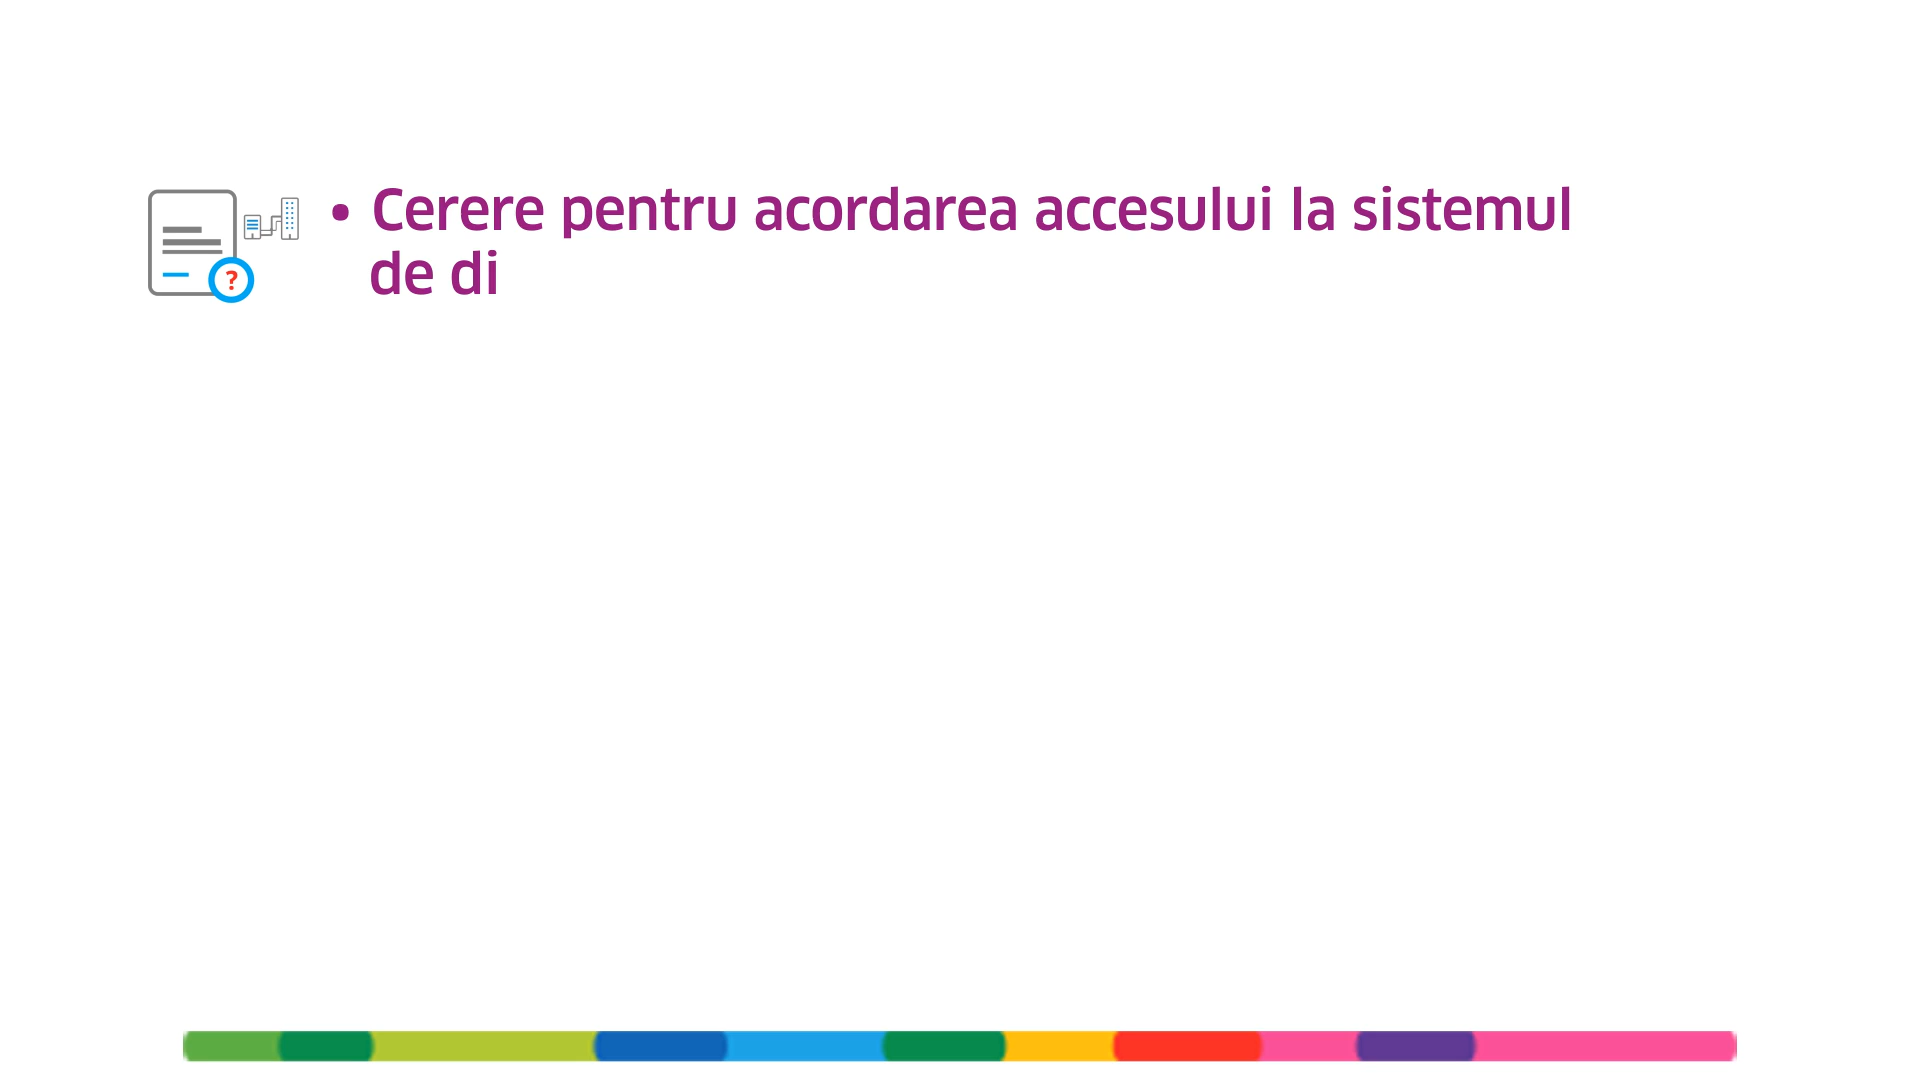 • Cerere pentru acordarea accesului la sistemul
de di
?